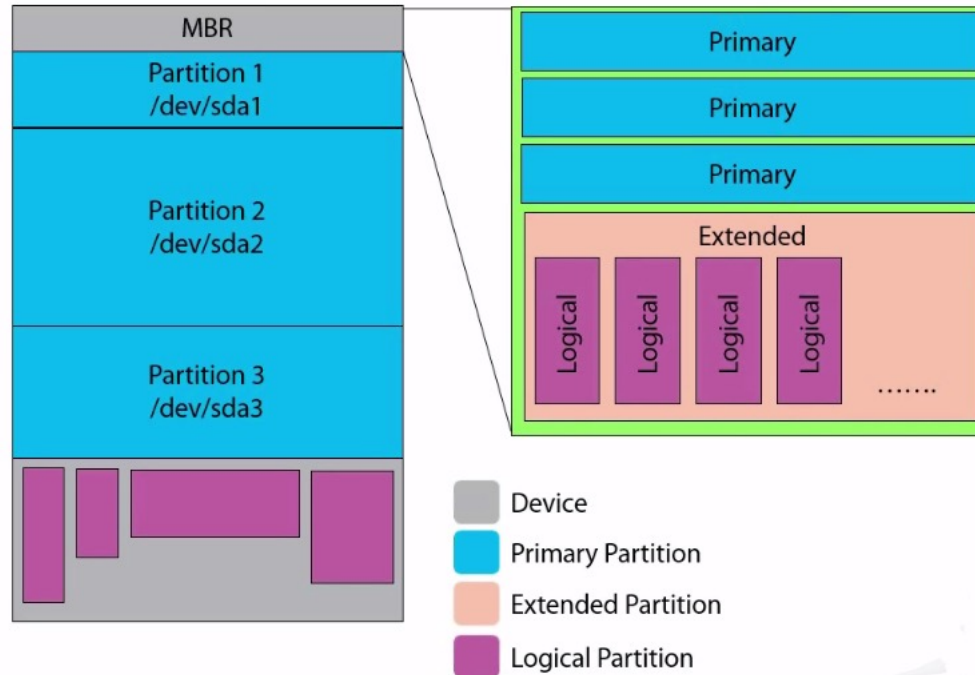 MBR
Partition 1
/dev/sda1
Partition 2
/dev/sda2
Partition 3
/dev/sda3
Primary
Primary
Primary
Extended
Logical
Logical
Logical
Logical
.......
Device
Primary Partition
Extended Partition
Logical Partition